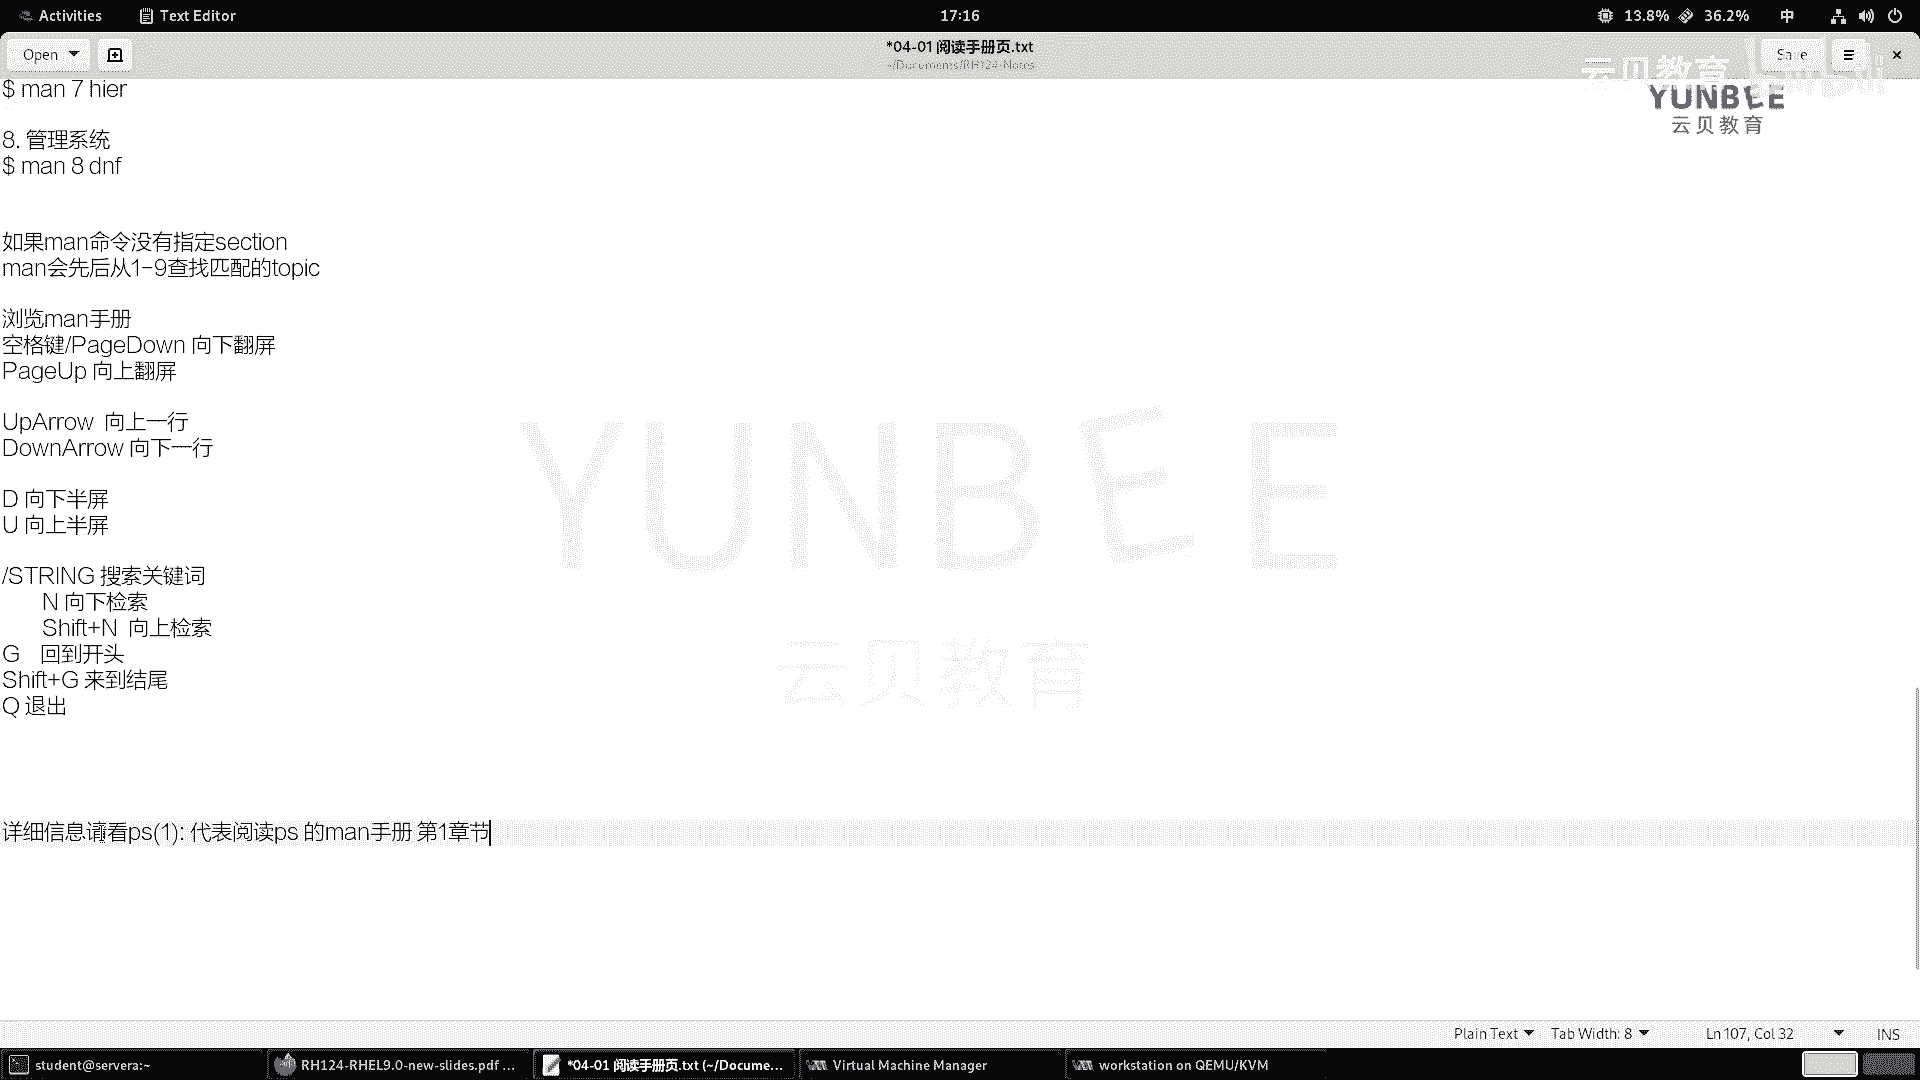 Activities Text Editor 17:16 13.8% 36.2% 中
Open *04-01 阅读手册页.txt Save
~/Documents/RH124-Notes
云贝教育
YUNBEE
云贝教育
$ man 7 hier
8. 管理系统
$ man 8 dnf
如果man命令没有指定section
man会先后从1-9查找匹配的topic
浏览man手册
空格键/PageDown 向下翻屏
PageUp 向上翻屏
UpArrow 向上一行
DownArrow 向下一行
D 向下半屏
U 向上半屏
YUNBEE
云贝教育
/STRING 搜索关键词
N 向下检索
Shift+N 向上检索
G 回到开头
Shift+G 来到结尾
Q 退出
详细信息请看ps(1): 代表阅读ps 的man手册 第1章节
Plain Text Tab Width: 8 Ln 107, Col 32 INS
student@servera:~ RH124-RHEL9.0-new-slides.pdf ... *04-01 阅读手册页.txt (~/Docume... Virtual Machine Manager workstation on QEMU/KVM